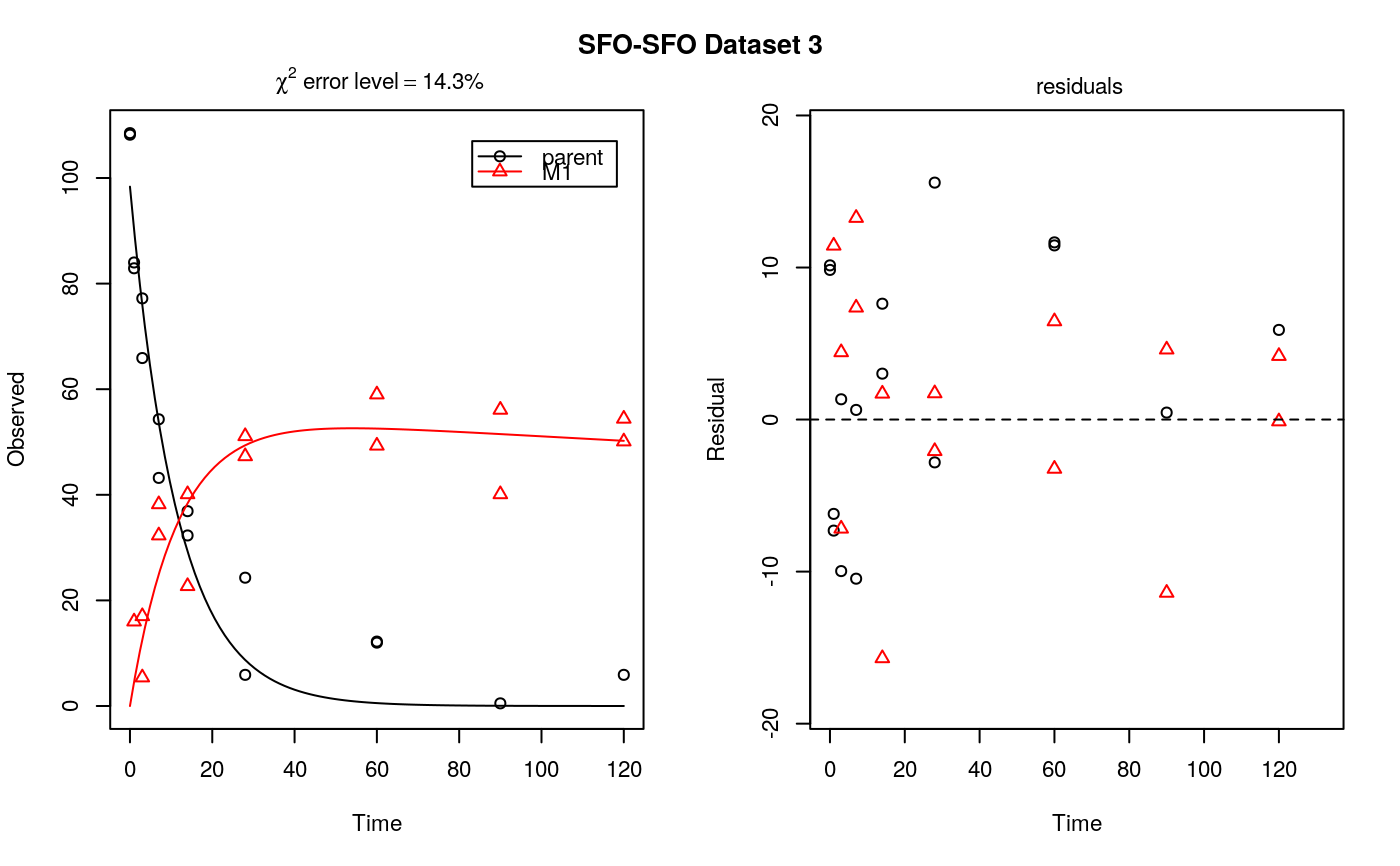 SFO-SFO Dataset 3
χ² error level = 14.3%
Observed
100
80
60
40
20
0
parent
M1
0 20 40 60 80 100 120
Time
residuals
Residual
20
10
0
-10
-20
0 20 40 60 80 100 120
Time